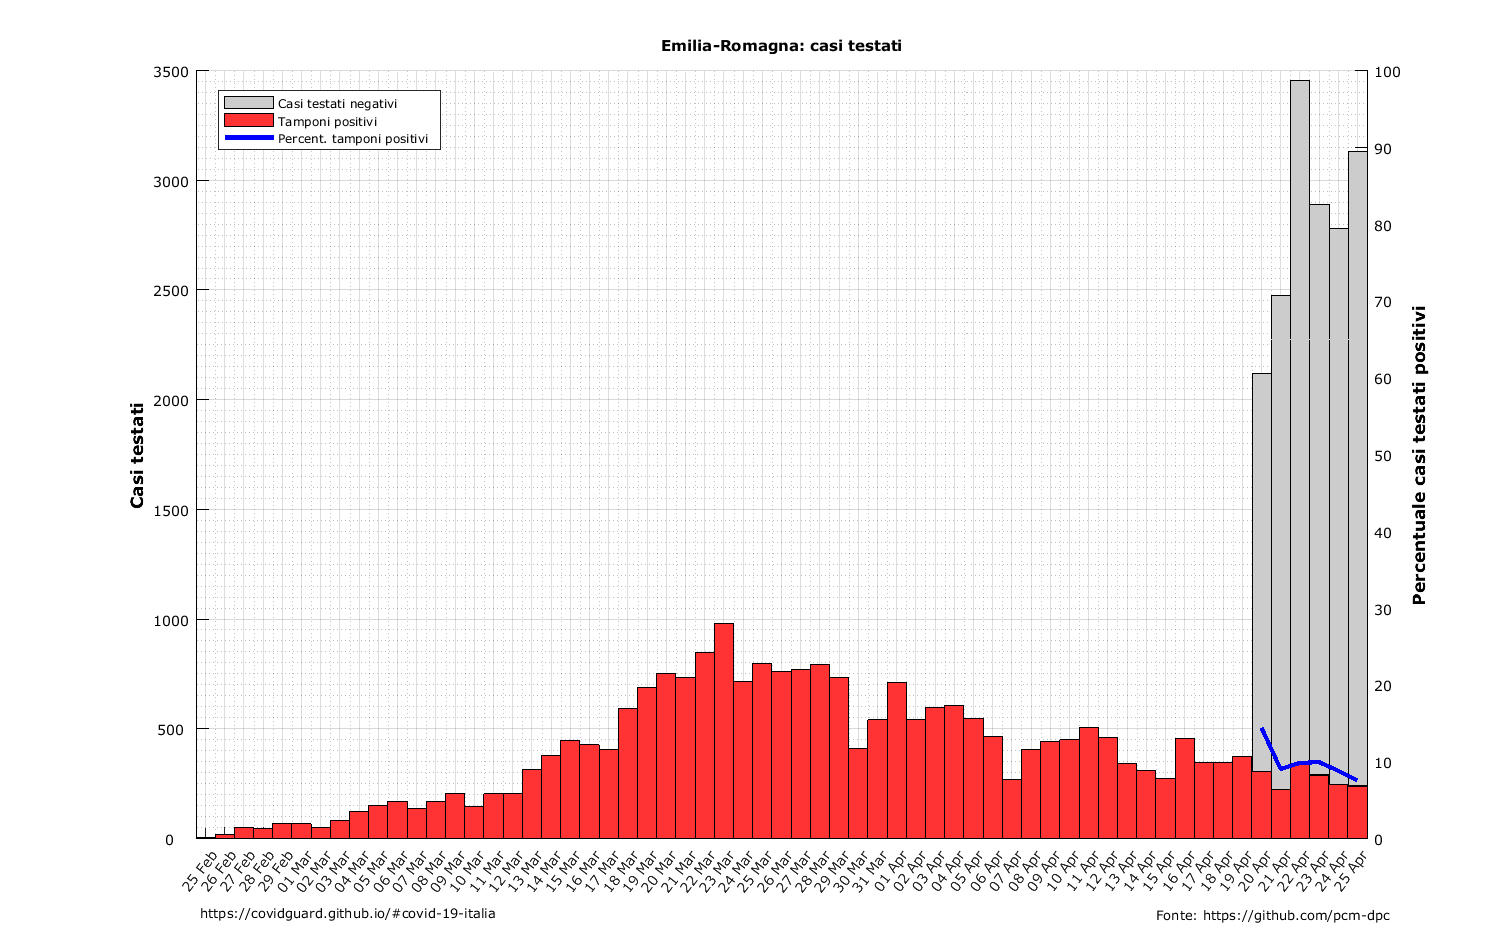 Emilia-Romagna: casi testati
Casi testati negativi
Tamponi positivi
Percent. tamponi positivi
Casi testati
3500
3000
2500
2000
1500
1000
500
0
100
90
80
70
60
50
40
30
20
10
0
Percentuale casi testati positivi
25 Feb
26 Feb
27 Feb
28 Feb
29 Feb
01 Mar
02 Mar
03 Mar
04 Mar
05 Mar
06 Mar
07 Mar
08 Mar
09 Mar
10 Mar
11 Mar
12 Mar
13 Mar
14 Mar
15 Mar
16 Mar
17 Mar
18 Mar
19 Mar
20 Mar
21 Mar
22 Mar
23 Mar
24 Mar
25 Mar
26 Mar
27 Mar
28 Mar
29 Mar
30 Mar
31 Mar
01 Apr
02 Apr
03 Apr
04 Apr
05 Apr
06 Apr
07 Apr
08 Apr
09 Apr
10 Apr
11 Apr
12 Apr
13 Apr
14 Apr
15 Apr
16 Apr
17 Apr
18 Apr
19 Apr
20 Apr
21 Apr
22 Apr
23 Apr
24 Apr
25 Apr
https://covidguard.github.io/#covid-19-italia
Fonte: https://github.com/pcm-dpc